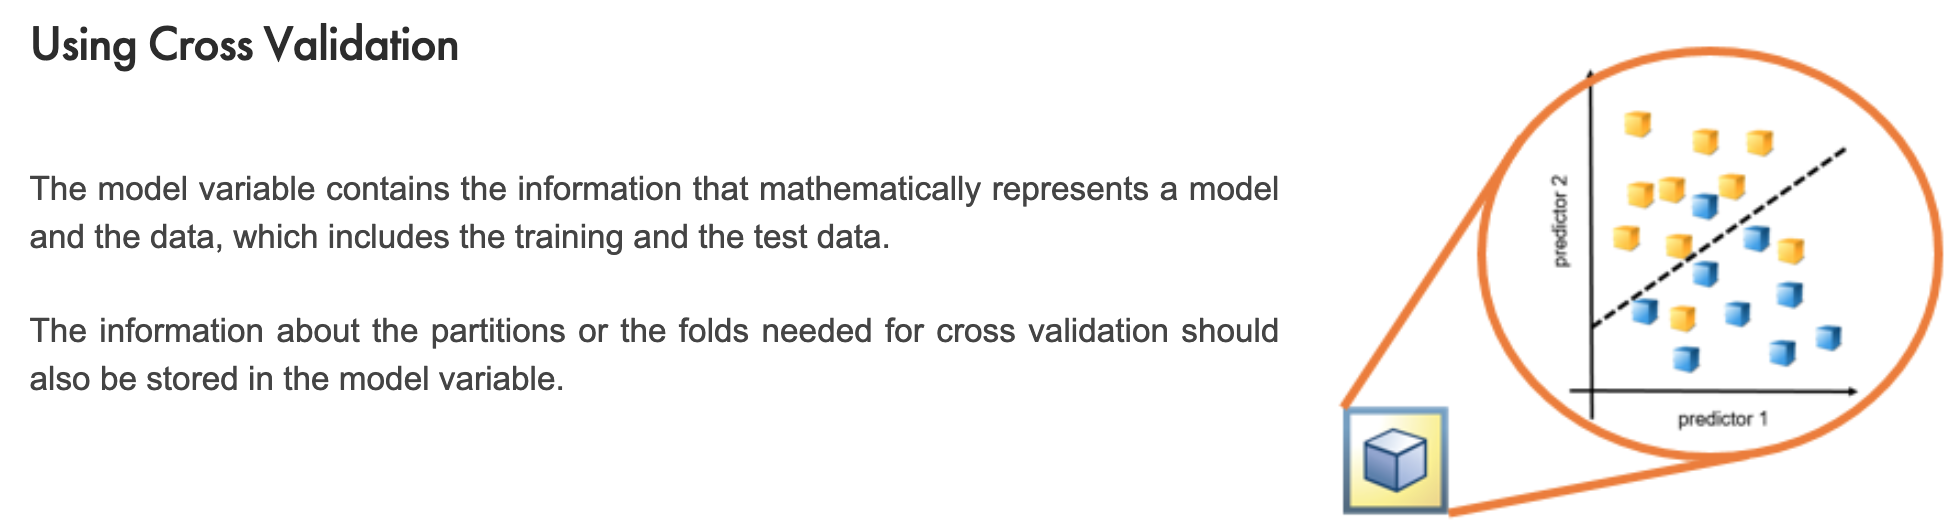 Using Cross Validation
The model variable contains the information that mathematically represents a model
and the data, which includes the training and the test data.
The information about the partitions or the folds needed for cross validation should
also be stored in the model variable.
predictor 2
predictor 1